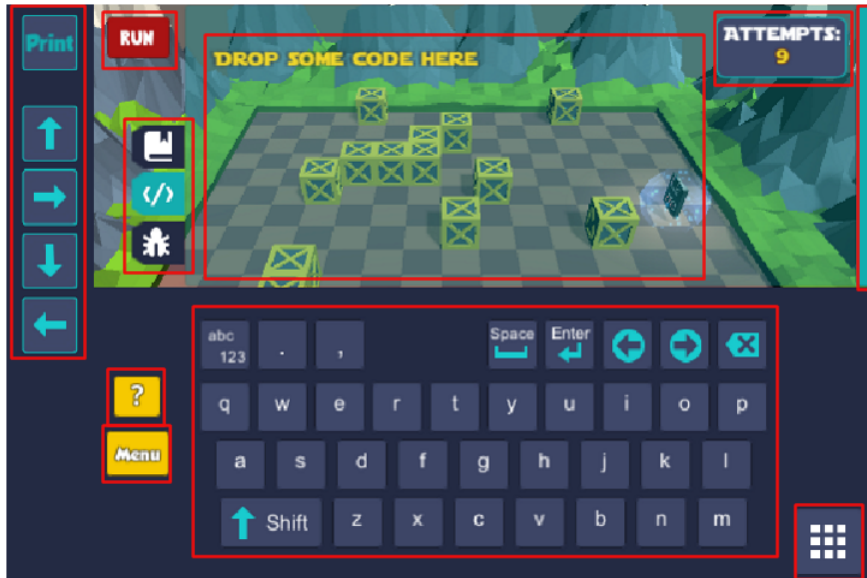 Print
RUN
ATTEMPTS:
9
DROP SOME CODE HERE
</>
abc
123
.
,
Space
Enter
?
q w e r t y u i o p
Menu
a s d f g h j k l
Shift z x c v b n m